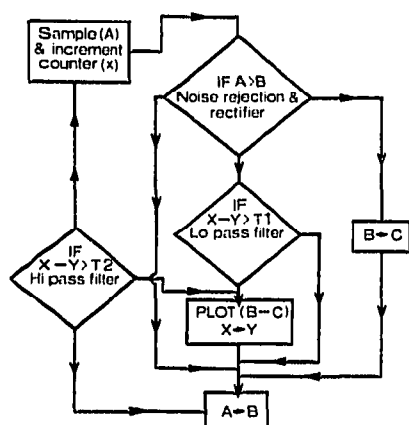 Sample (A)
& increment
counter (x)
IF A>B
Noise rejection &
rectifier
IF
X-Y>T1
Lo pass filter
B←C
IF
X-Y>T2
Hi pass filter
PLOT (B-C)
X→Y
A→B